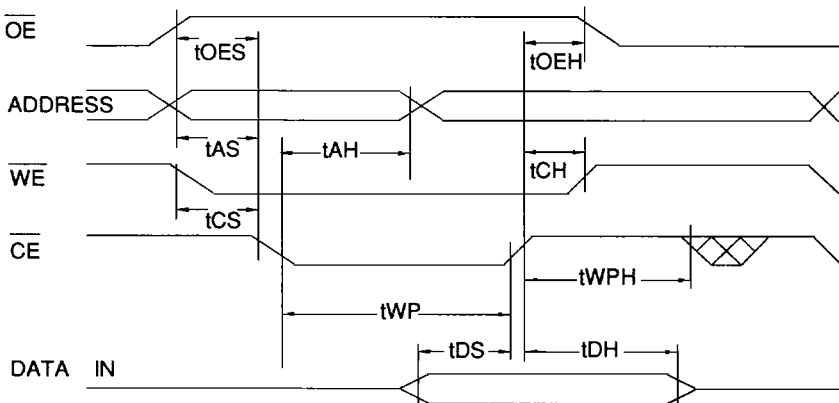 OE
tOES
tOEH
ADDRESS
tAS
tAH
tCH
WE
tCS
CE
tWPH
tWP
tDS
tDH
DATA IN